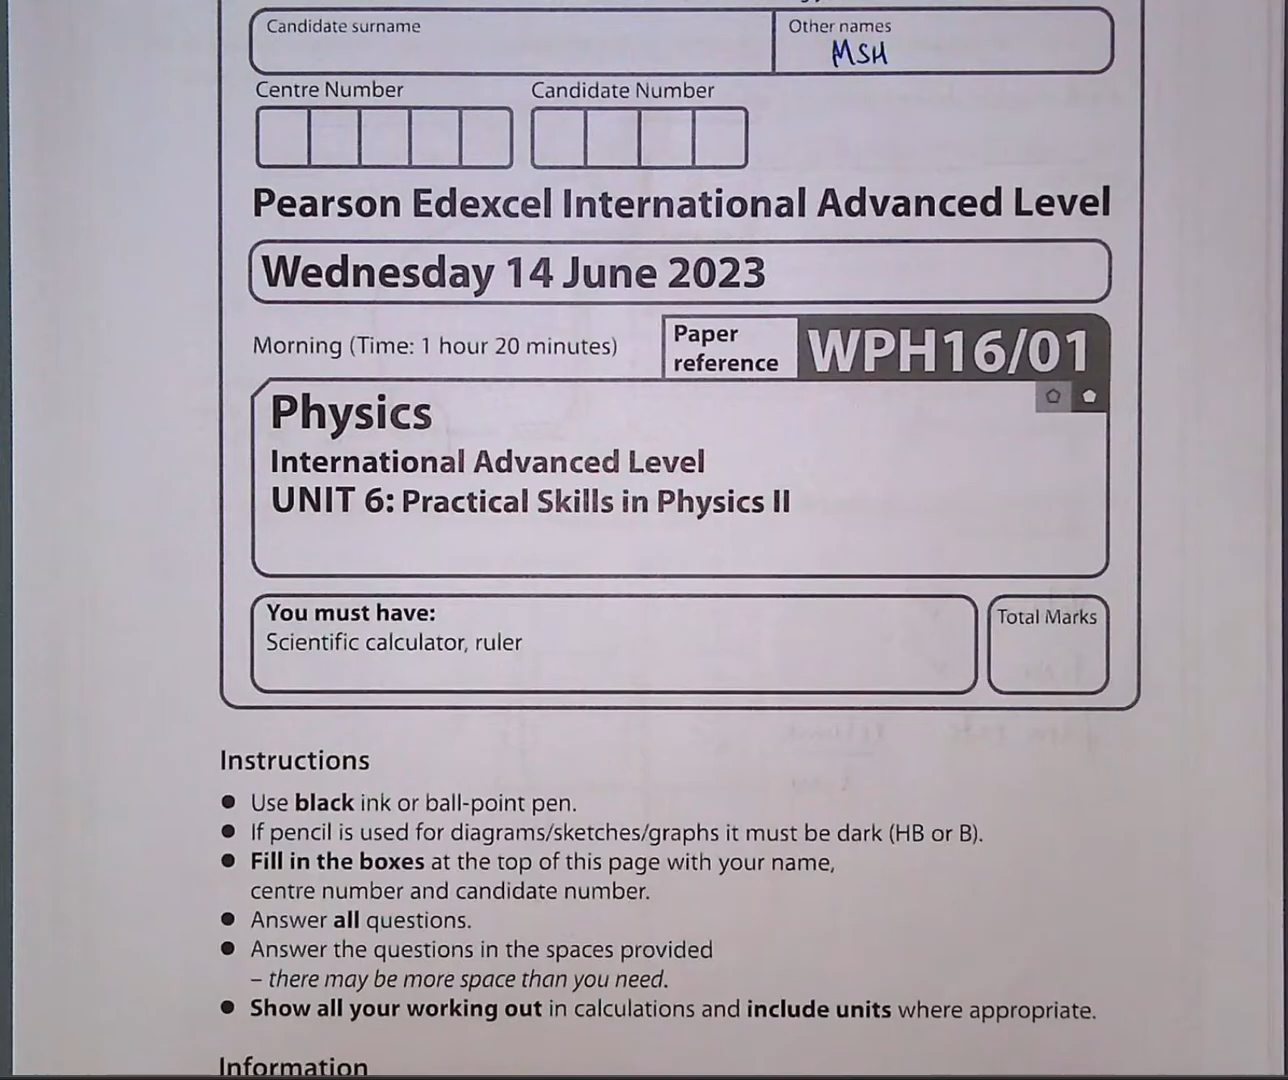 Candidate surname
Other names
MSH
Centre Number
Candidate Number
Pearson Edexcel International Advanced Level
Wednesday 14 June 2023
Morning (Time: 1 hour 20 minutes)
Paper
reference
WPH16/01
Physics
International Advanced Level
UNIT 6: Practical Skills in Physics II
You must have:
Scientific calculator, ruler
Total Marks
Instructions
● Use black ink or ball-point pen.
● If pencil is used for diagrams/sketches/graphs it must be dark (HB or B).
● Fill in the boxes at the top of this page with your name,
centre number and candidate number.
● Answer all questions.
● Answer the questions in the spaces provided
– there may be more space than you need.
● Show all your working out in calculations and include units where appropriate.
Information